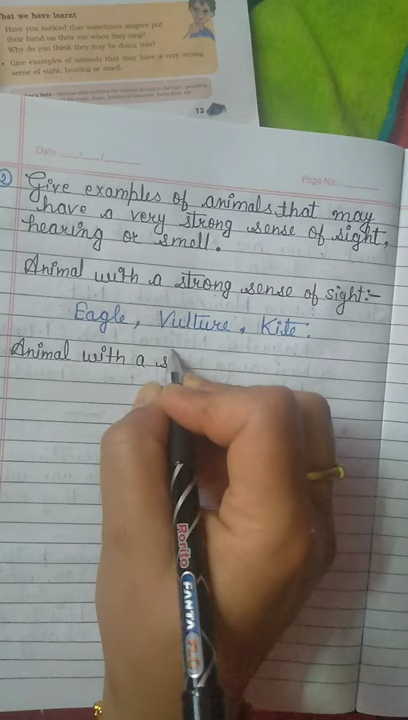 hat we have learnt
Have you noticed that sometimes singers put
their hand on their ear when they sing?
Why do you think they may be doing this?
• Give examples of animals that may have a very strong
sense of sight, hearing or smell.
13
Date
Page No.
2 Give examples of animals that may
have a very strong sense of sight,
hearing or smell.
Animal with a strong sense of sight:-
Eagle, Vulture, Kite.
Animal with a s
Rorito
FANTA